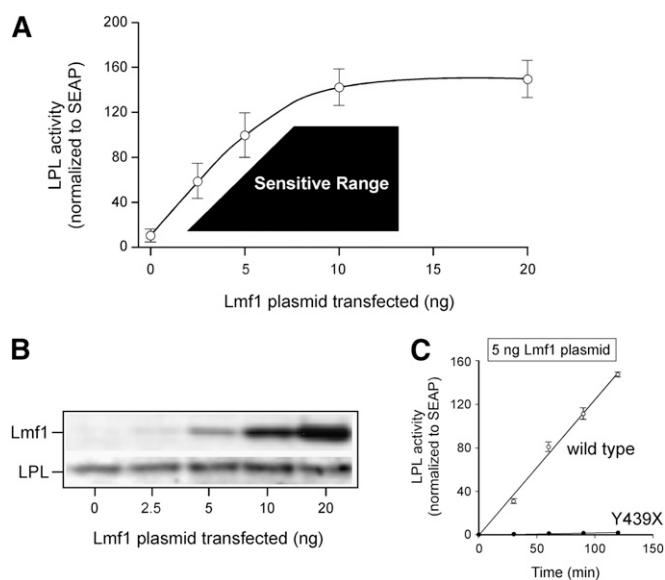 A
LPL activity
(normalized to SEAP)
200
160
120
80
40
0
Sensitive Range
0 5 10 15 20
Lmf1 plasmid transfected (ng)
B
Lmf1
LPL
0 2.5 5 10 20
Lmf1 plasmid transfected (ng)
C
5 ng Lmf1 plasmid
LPL activity
(normalized to SEAP)
160
120
80
40
0
wild type
Y439X
0 50 100 150
Time (min)